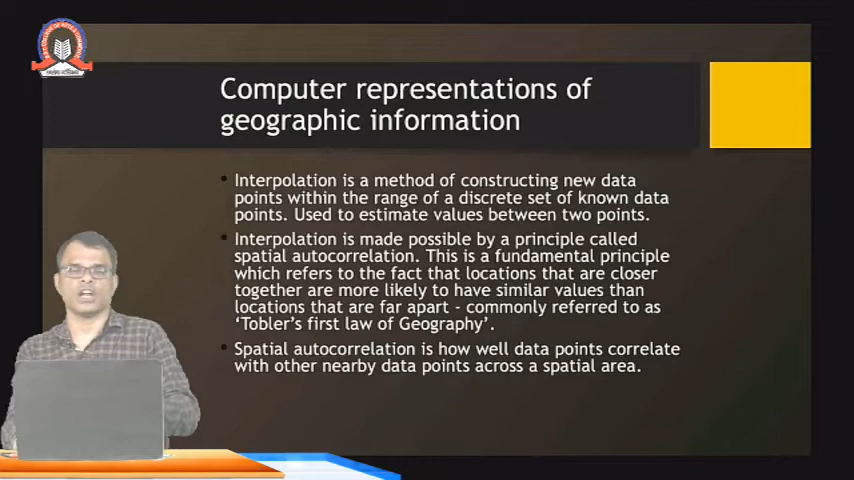 Computer representations of
geographic information
Interpolation is a method of constructing new data
points within the range of a discrete set of known data
points. Used to estimate values between two points.
Interpolation is made possible by a principle called
spatial autocorrelation. This is a fundamental principle
which refers to the fact that locations that are closer
together are more likely to have similar values than
locations that are far apart - commonly referred to as
‘Tobler’s first law of Geography’.
Spatial autocorrelation is how well data points correlate
with other nearby data points across a spatial area.